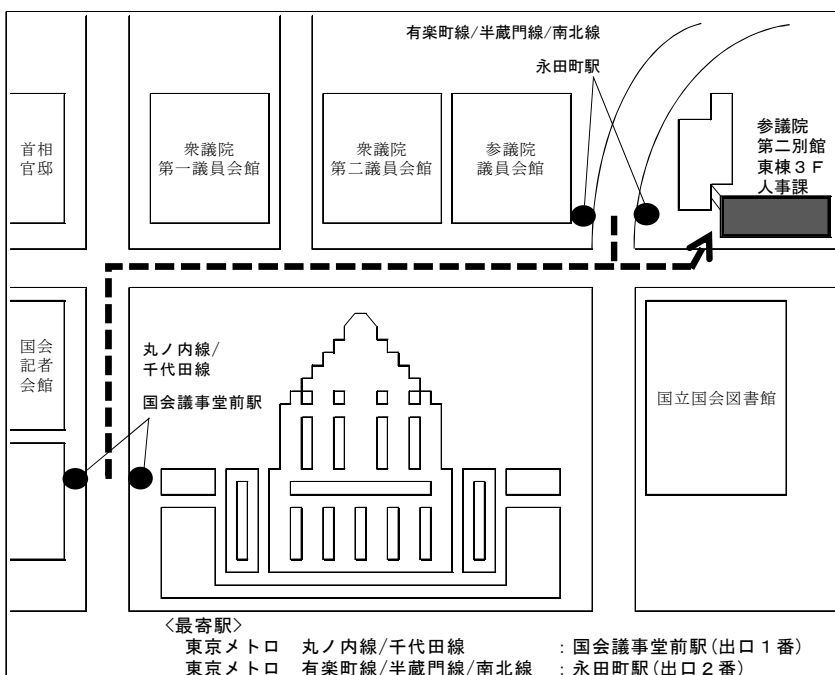 有楽町線/半蔵門線/南北線
永田町駅
首相
官邸
衆議院
第一議員会館
衆議院
第二議員会館
参議院
議員会館
参議院
第二別館
東棟3F
人事課
国会
記者
会館
丸ノ内線/
千代田線
国会議事堂前駅
国立国会図書館
<最寄駅>
東京メトロ 丸ノ内線/千代田線 :国会議事堂前駅(出口1番)
東京メトロ 有楽町線/半蔵門線/南北線 :永田町駅(出口2番)